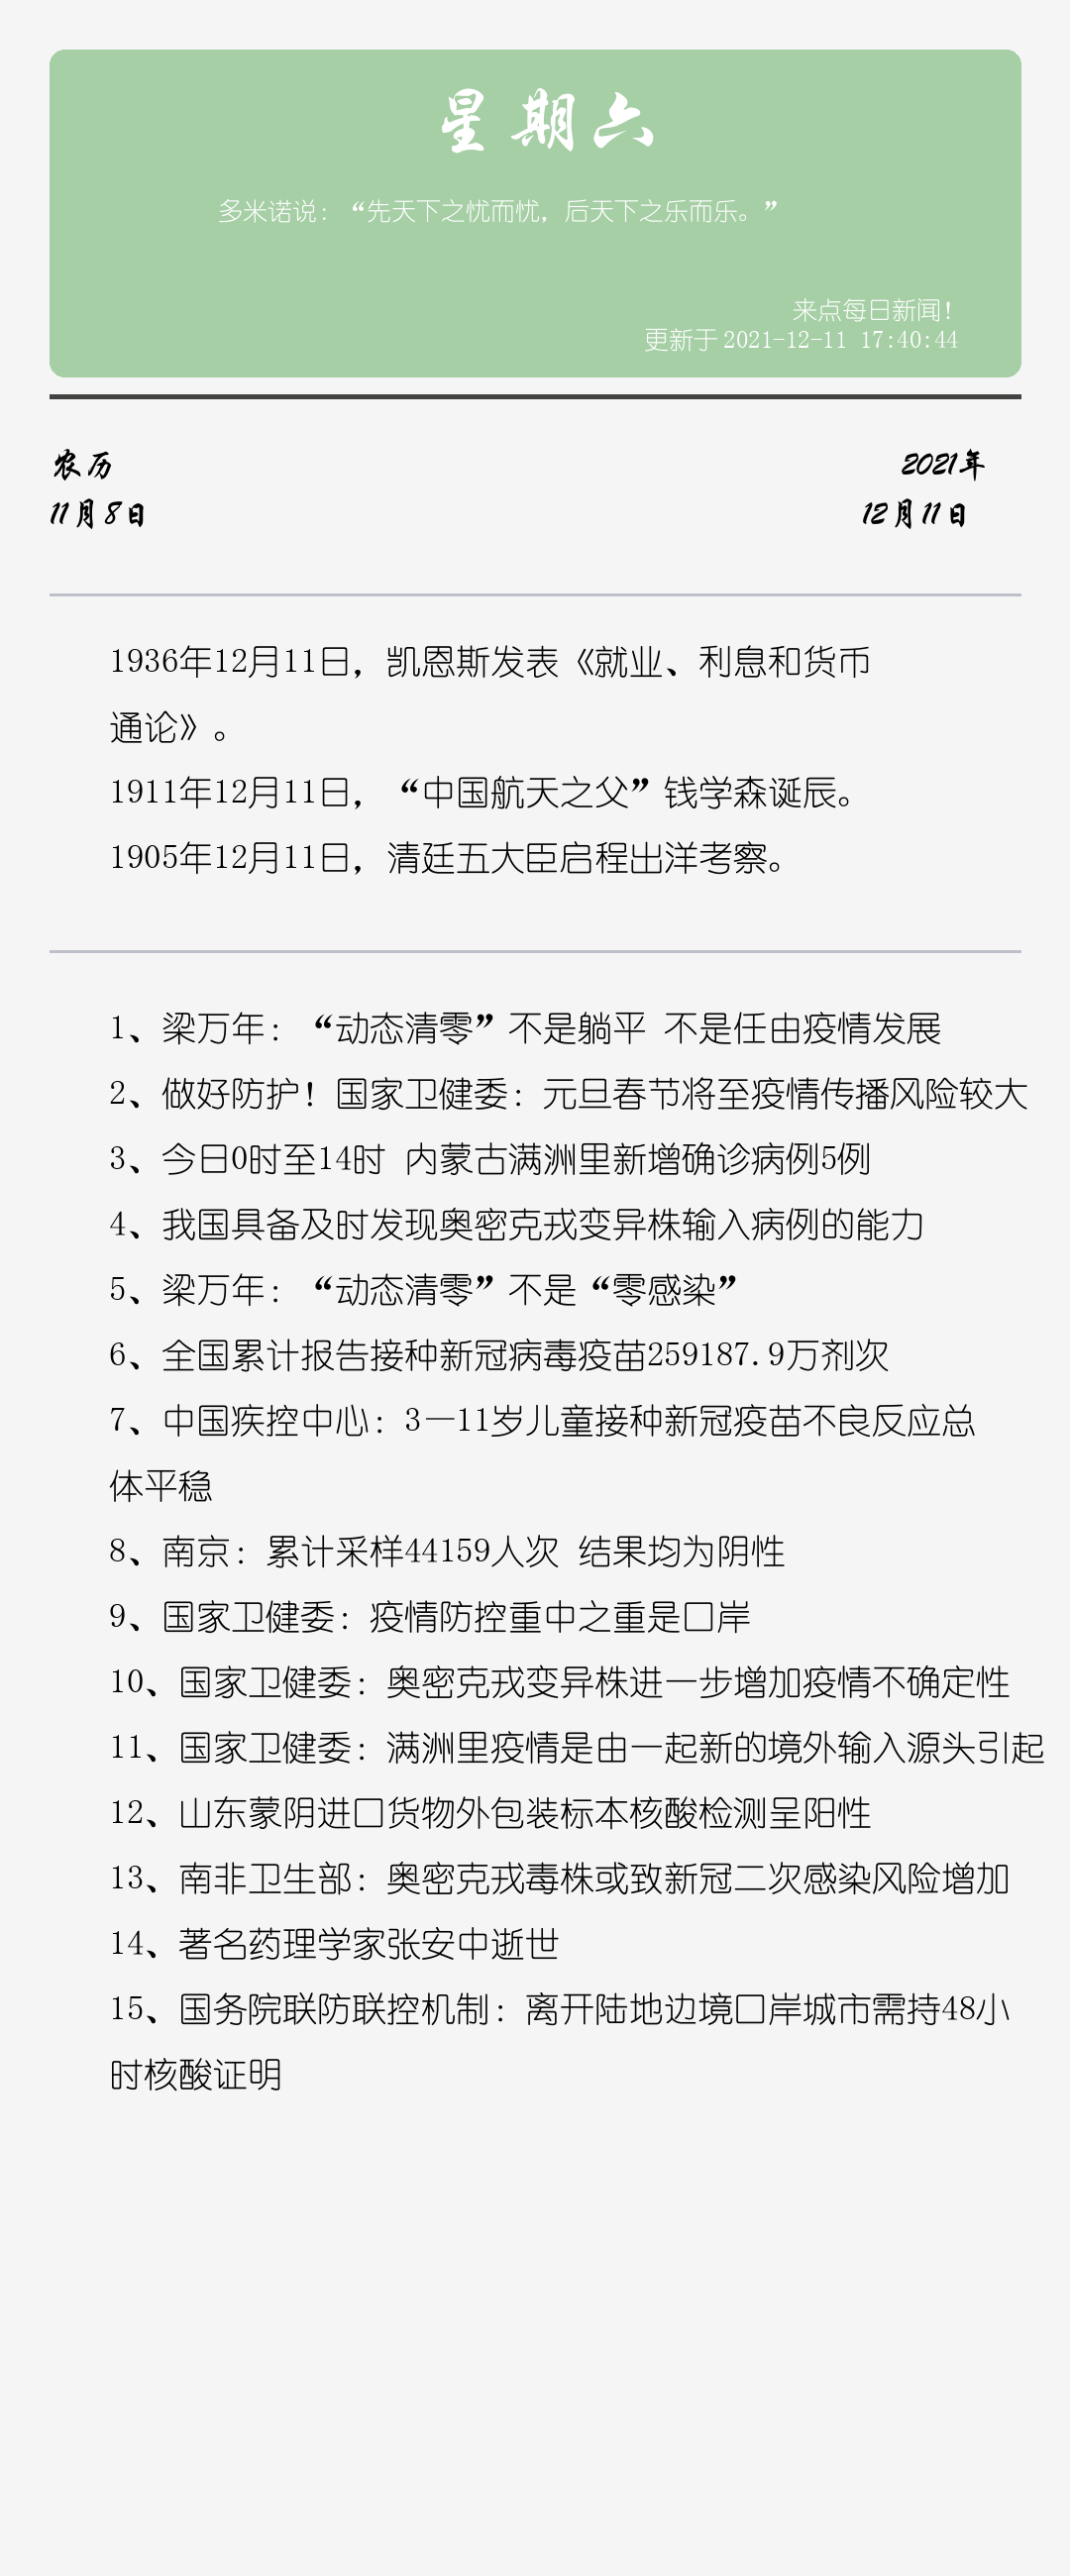 星期六
多米诺说：“先天下之忧而忧，后天下之乐而乐。”
来点每日新闻！
更新于 2021-12-11 17:40:44
农历
2021年
11月8日
12月11日
1936年12月11日，凯恩斯发表《就业、利息和货币
通论》。
1911年12月11日，“中国航天之父”钱学森诞辰。
1905年12月11日，清廷五大臣启程出洋考察。
1、梁万年：“动态清零”不是躺平 不是任由疫情发展
2、做好防护！国家卫健委：元旦春节将至疫情传播风险较大
3、今日0时至14时 内蒙古满洲里新增确诊病例5例
4、我国具备及时发现奥密克戎变异株输入病例的能力
5、梁万年：“动态清零”不是“零感染”
6、全国累计报告接种新冠病毒疫苗259187.9万剂次
7、中国疾控中心：3—11岁儿童接种新冠疫苗不良反应总
体平稳
8、南京：累计采样44159人次 结果均为阴性
9、国家卫健委：疫情防控重中之重是口岸
10、国家卫健委：奥密克戎变异株进一步增加疫情不确定性
11、国家卫健委：满洲里疫情是由一起新的境外输入源头引起
12、山东蒙阴进口货物外包装标本核酸检测呈阳性
13、南非卫生部：奥密克戎毒株或致新冠二次感染风险增加
14、著名药理学家张安中逝世
15、国务院联防联控机制：离开陆地边境口岸城市需持48小
时核酸证明